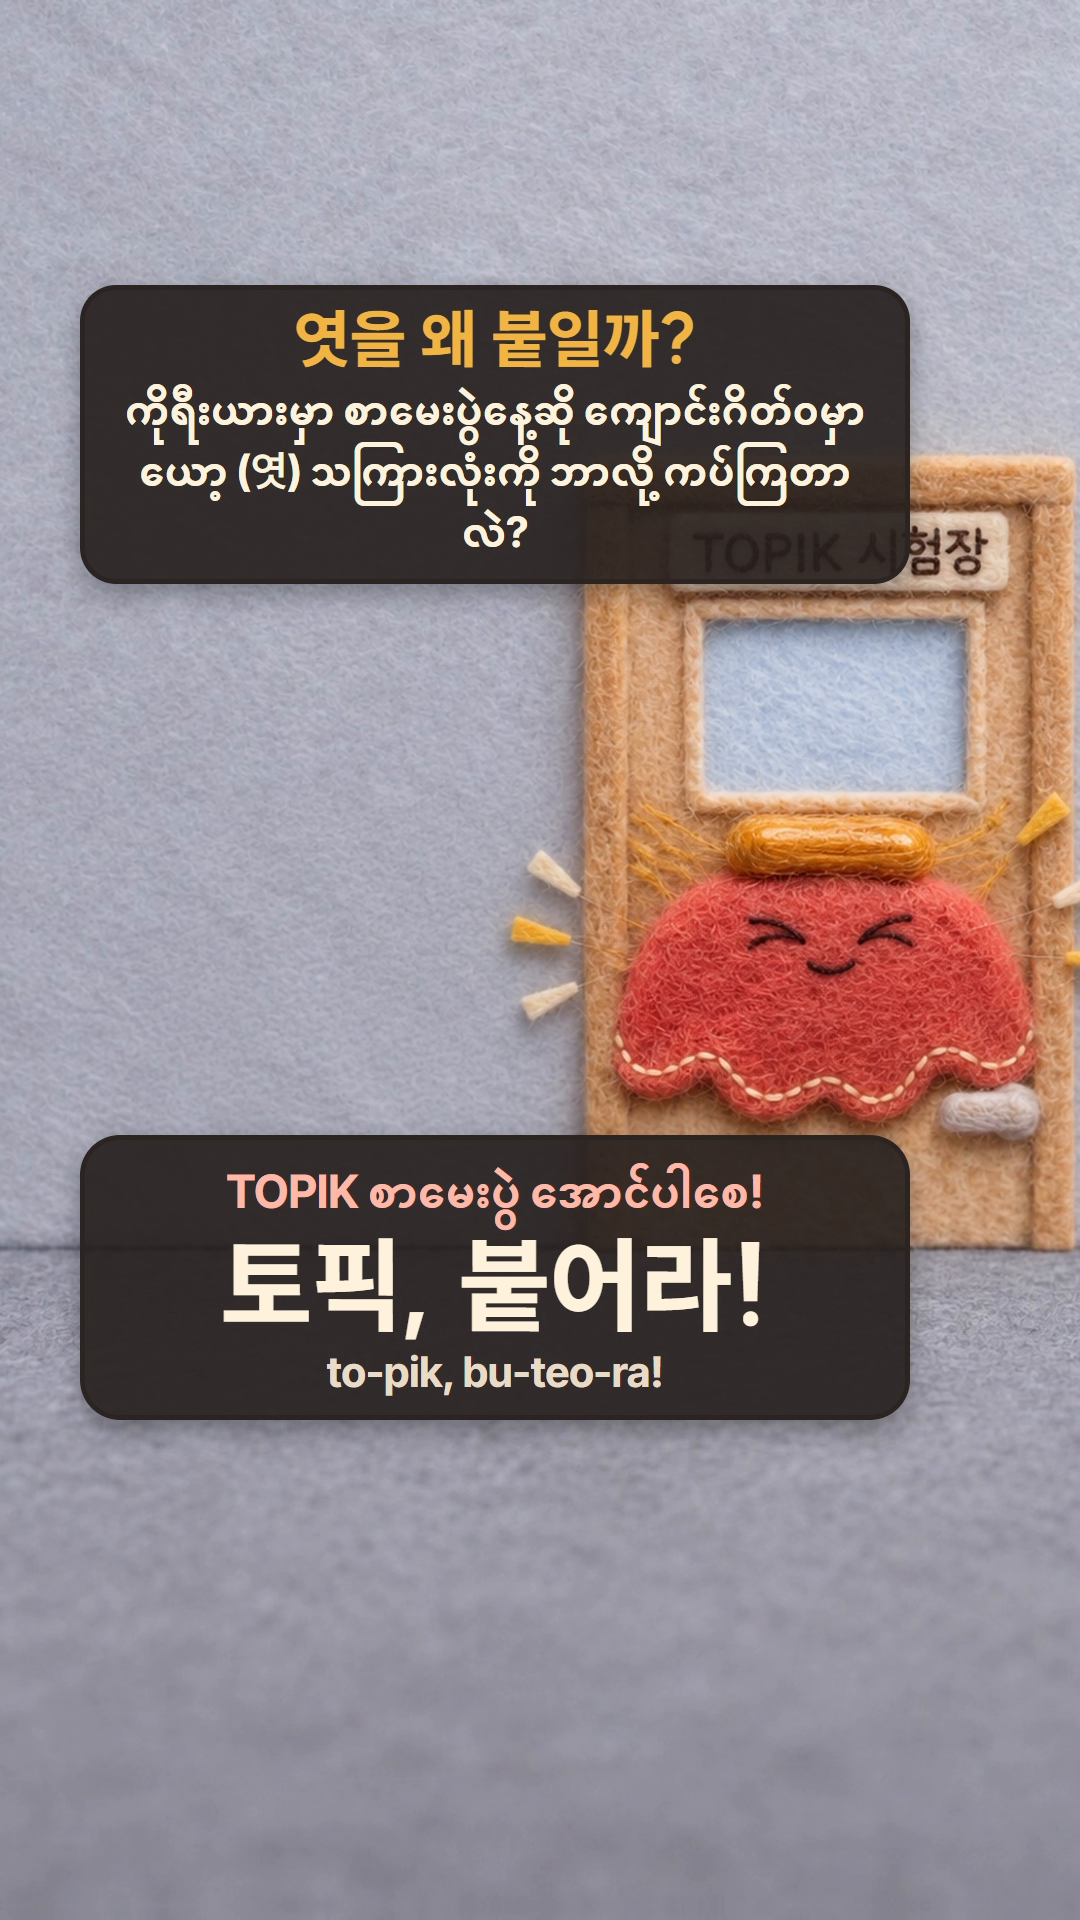 엿을 왜 붙일까?
ကိုရီးယားမှာ စာမေးပွဲနေ့ဆို ကျောင်းဂိတ်ဝမှာ
ယော့ (엿) သကြားလုံးကို ဘာလို့ ကပ်ကြတာ
လဲ?
TOPIK 시험장
TOPIK စာမေးပွဲ အောင်ပါစေ!
토픽, 붙어라!
to-pik, bu-teo-ra!